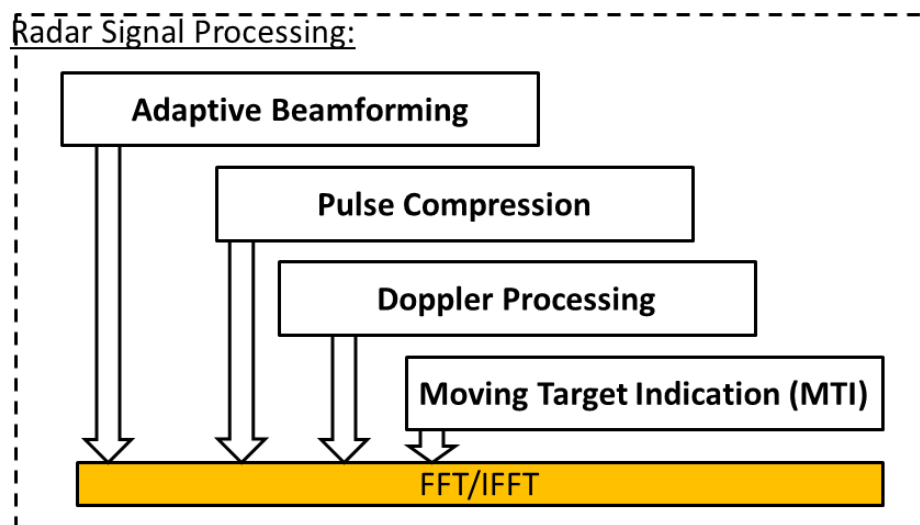 Radar Signal Processing:
Adaptive Beamforming
Pulse Compression
Doppler Processing
Moving Target Indication (MTI)
FFT/IFFT